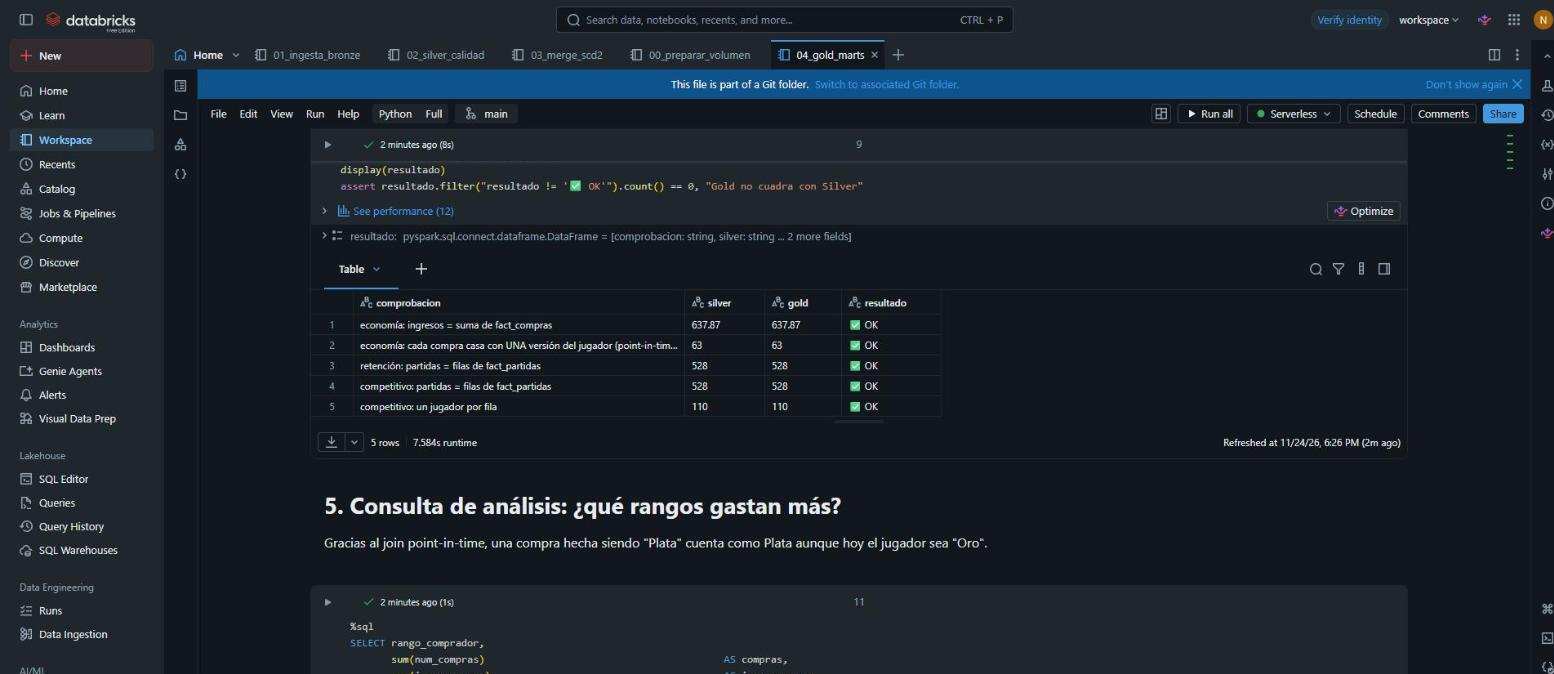 databricks
Free Edition
Search data, notebooks, recents, and more...
CTRL + P
Verify identity
workspace
N
New
Home
01_ingesta_bronze
02_silver_calidad
03_merge_scd2
00_preparar_volumen
04_gold_marts
This file is part of a Git folder. Switch to associated Git folder.
Don't show again
File Edit View Run Help Python Full main
Run all
Serverless
Schedule
Comments
Share
Home
Learn
Workspace
Recents
Catalog
Jobs & Pipelines
Compute
Discover
Marketplace
Analytics
Dashboards
Genie Agents
Alerts
Visual Data Prep
Lakehouse
SQL Editor
Queries
Query History
SQL Warehouses
Data Engineering
Runs
Data Ingestion
AI/ML
2 minutes ago (8s)
9
display(resultado)
assert resultado.filter("resultado != '✅ OK'").count() == 0, "Gold no cuadra con Silver"
See performance (12)
Optimize
resultado: pyspark.sql.connect.dataframe.DataFrame = [comprobacion: string, silver: string ... 2 more fields]
Table
comprobacion silver gold resultado
1 economía: ingresos = suma de fact_compras 637.87 637.87 ✅ OK
2 economía: cada compra casa con UNA versión del jugador (point-in-tim... 63 63 ✅ OK
3 retención: partidas = filas de fact_partidas 528 528 ✅ OK
4 competitivo: partidas = filas de fact_partidas 528 528 ✅ OK
5 competitivo: un jugador por fila 110 110 ✅ OK
5 rows 7.584s runtime
Refreshed at 11/24/26, 6:26 PM (2m ago)
5. Consulta de análisis: ¿qué rangos gastan más?
Gracias al join point-in-time, una compra hecha siendo "Plata" cuenta como Plata aunque hoy el jugador sea "Oro".
2 minutes ago (1s)
11
%sql
SELECT rango_comprador,
sum(num_compras) AS compras,